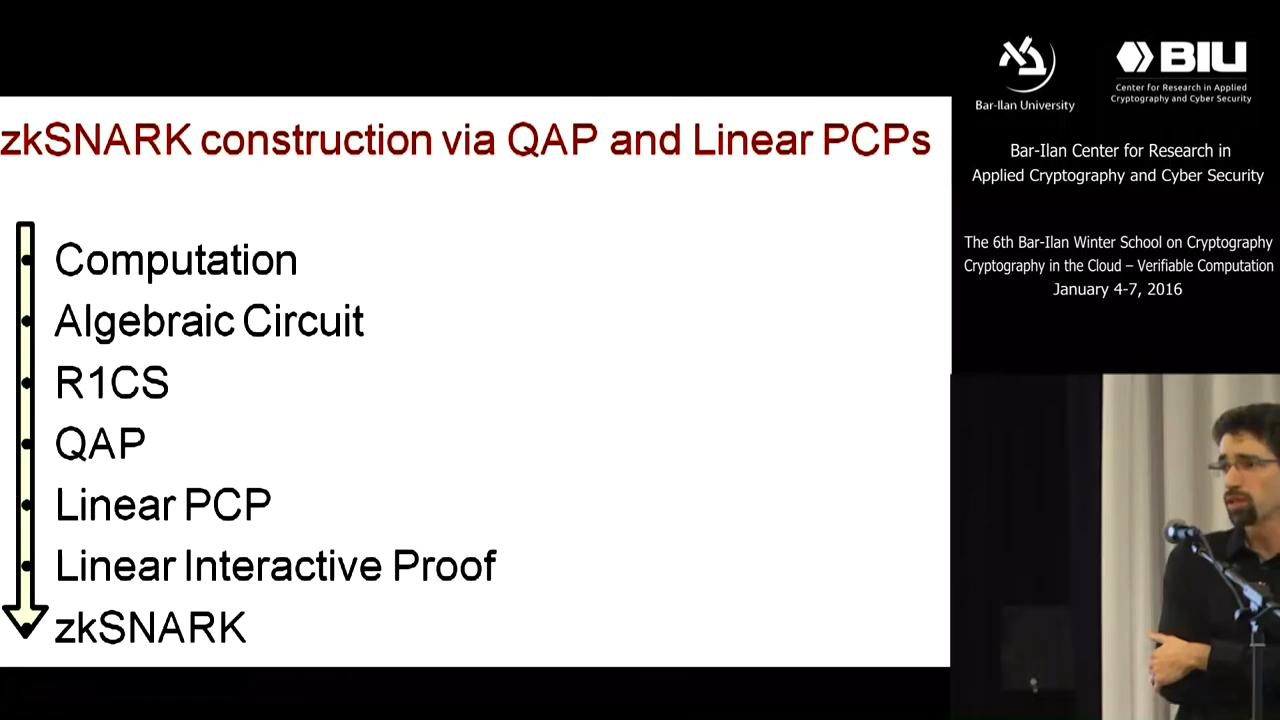 zkSNARK construction via QAP and Linear PCPs
Computation
Algebraic Circuit
R1CS
QAP
Linear PCP
Linear Interactive Proof
zkSNARK
Bar-Ilan University
BIU
Center for Research in Applied
Cryptography and Cyber Security
Bar-Ilan Center for Research in
Applied Cryptography and Cyber Security
The 6th Bar-Ilan Winter School on Cryptography
Cryptography in the Cloud – Verifiable Computation
January 4-7, 2016